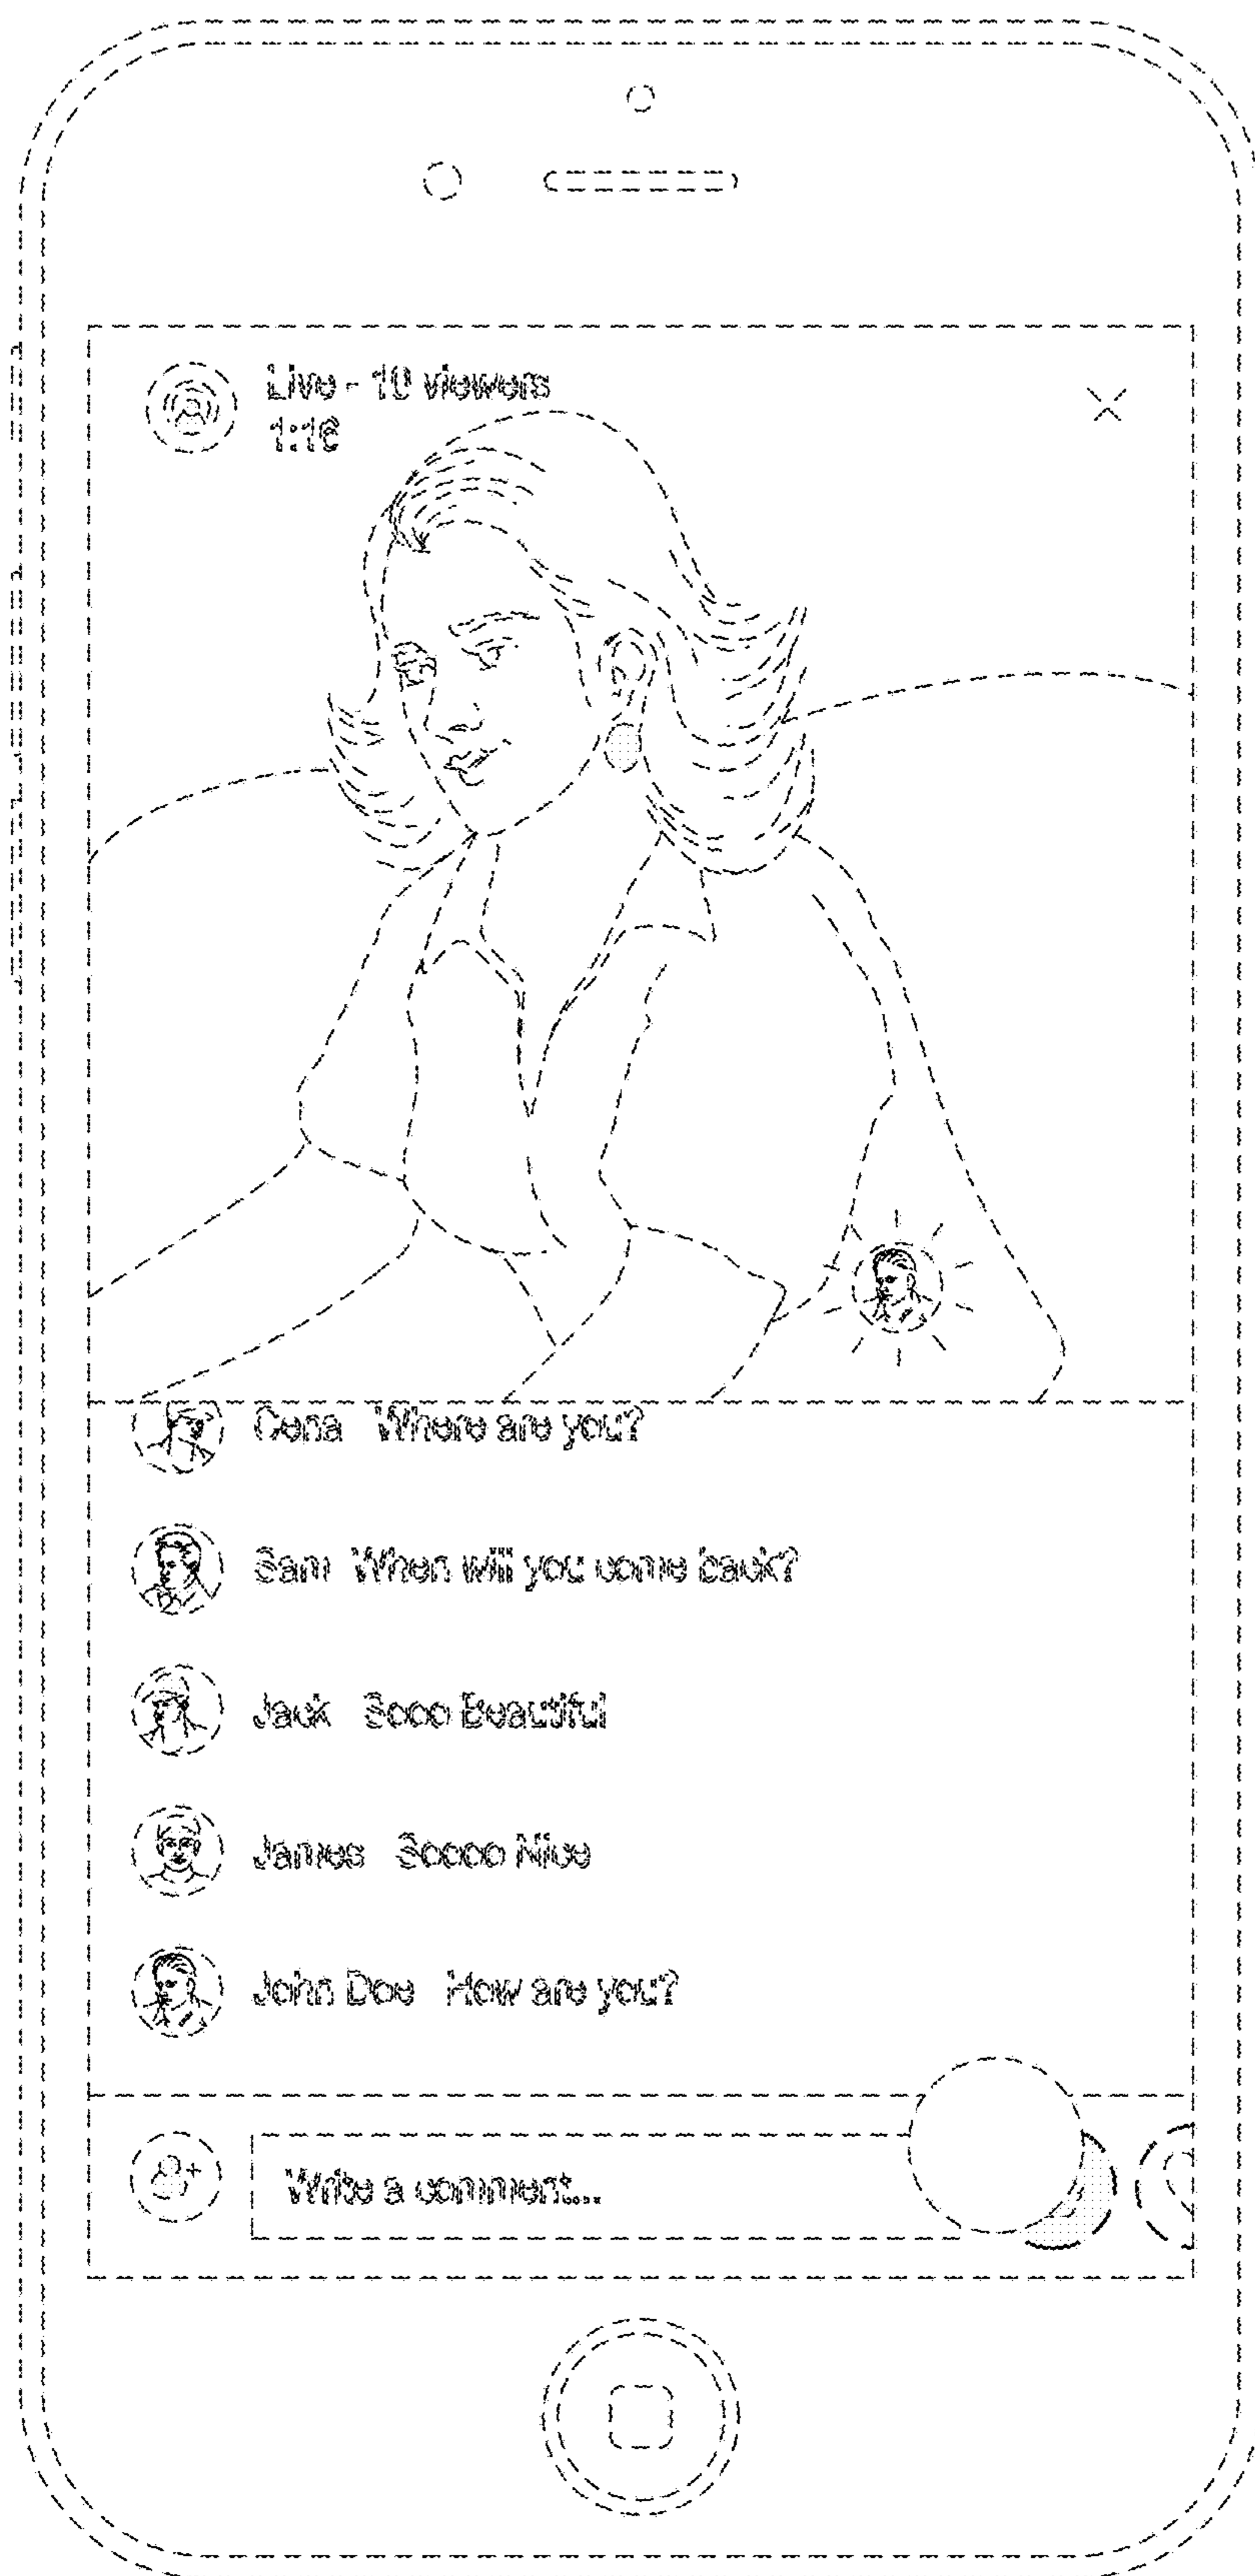 Live - 10 viewers
1:16
Gena Where are you?
Sam When will you come back?
Jack Sooo Beautiful
James Soooo Nice
John Doe How are you?
Write a comment...